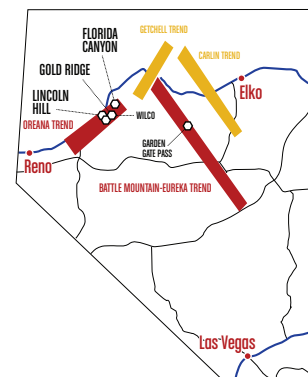 FLORIDA
CANYON
GETCHELL TREND
CARLIN TREND
GOLD RIDGE
LINCOLN
HILL
OREANA TREND
WILCO
Elko
GARDEN
GATE PASS
Reno
BATTLE MOUNTAIN-EUREKA TREND
Las Vegas